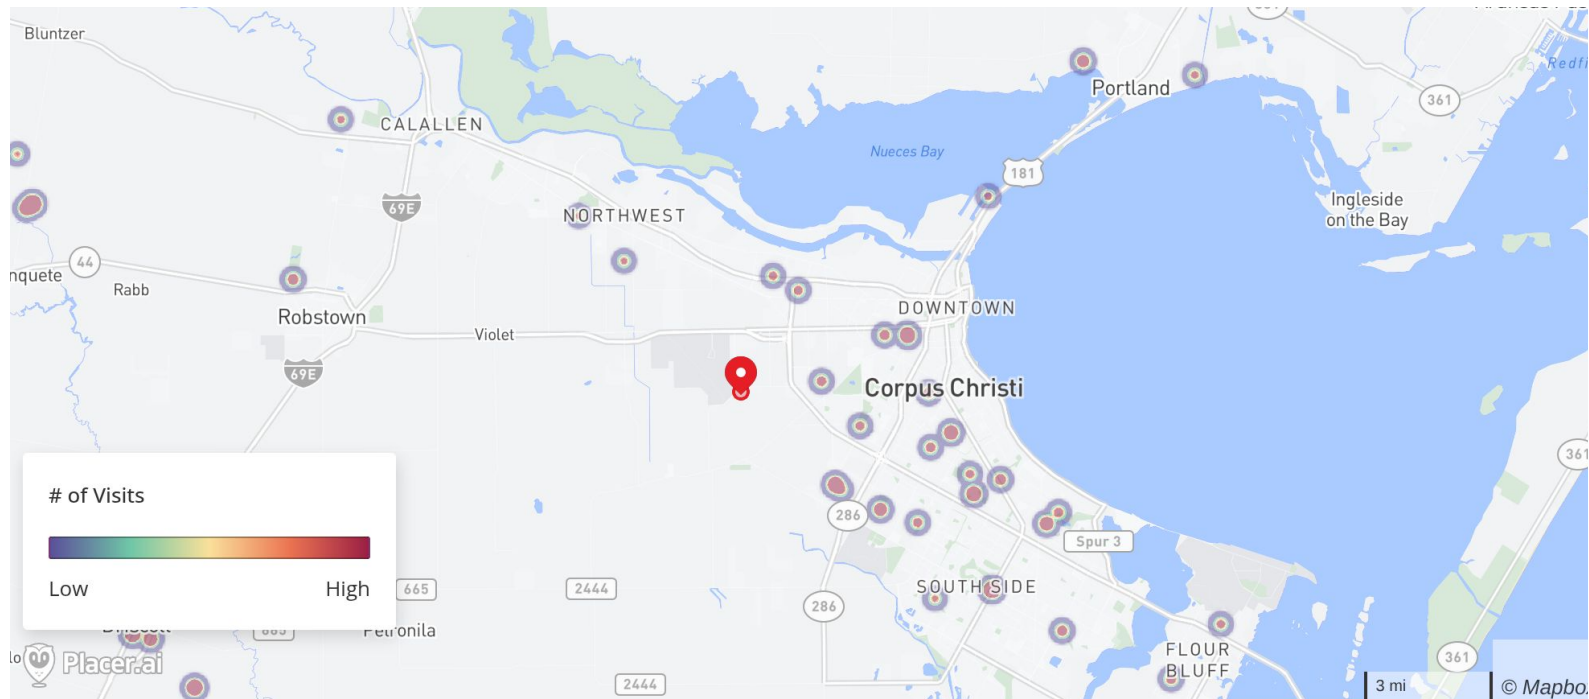 Bluntzer
CALALLEN
Portland
361
Nueces Bay
181
69E
NORTHWEST
Ingleside
on the Bay
44
nquete
Rabb
Robstown
Violet
DOWNTOWN
69E
Corpus Christi
361
# of Visits
Low
High
286
Spur 3
665
2444
SOUTH SIDE
286
Petronila
FLOUR
BLUFF
361
Placer.ai
2444
3 mi
© Mapbo